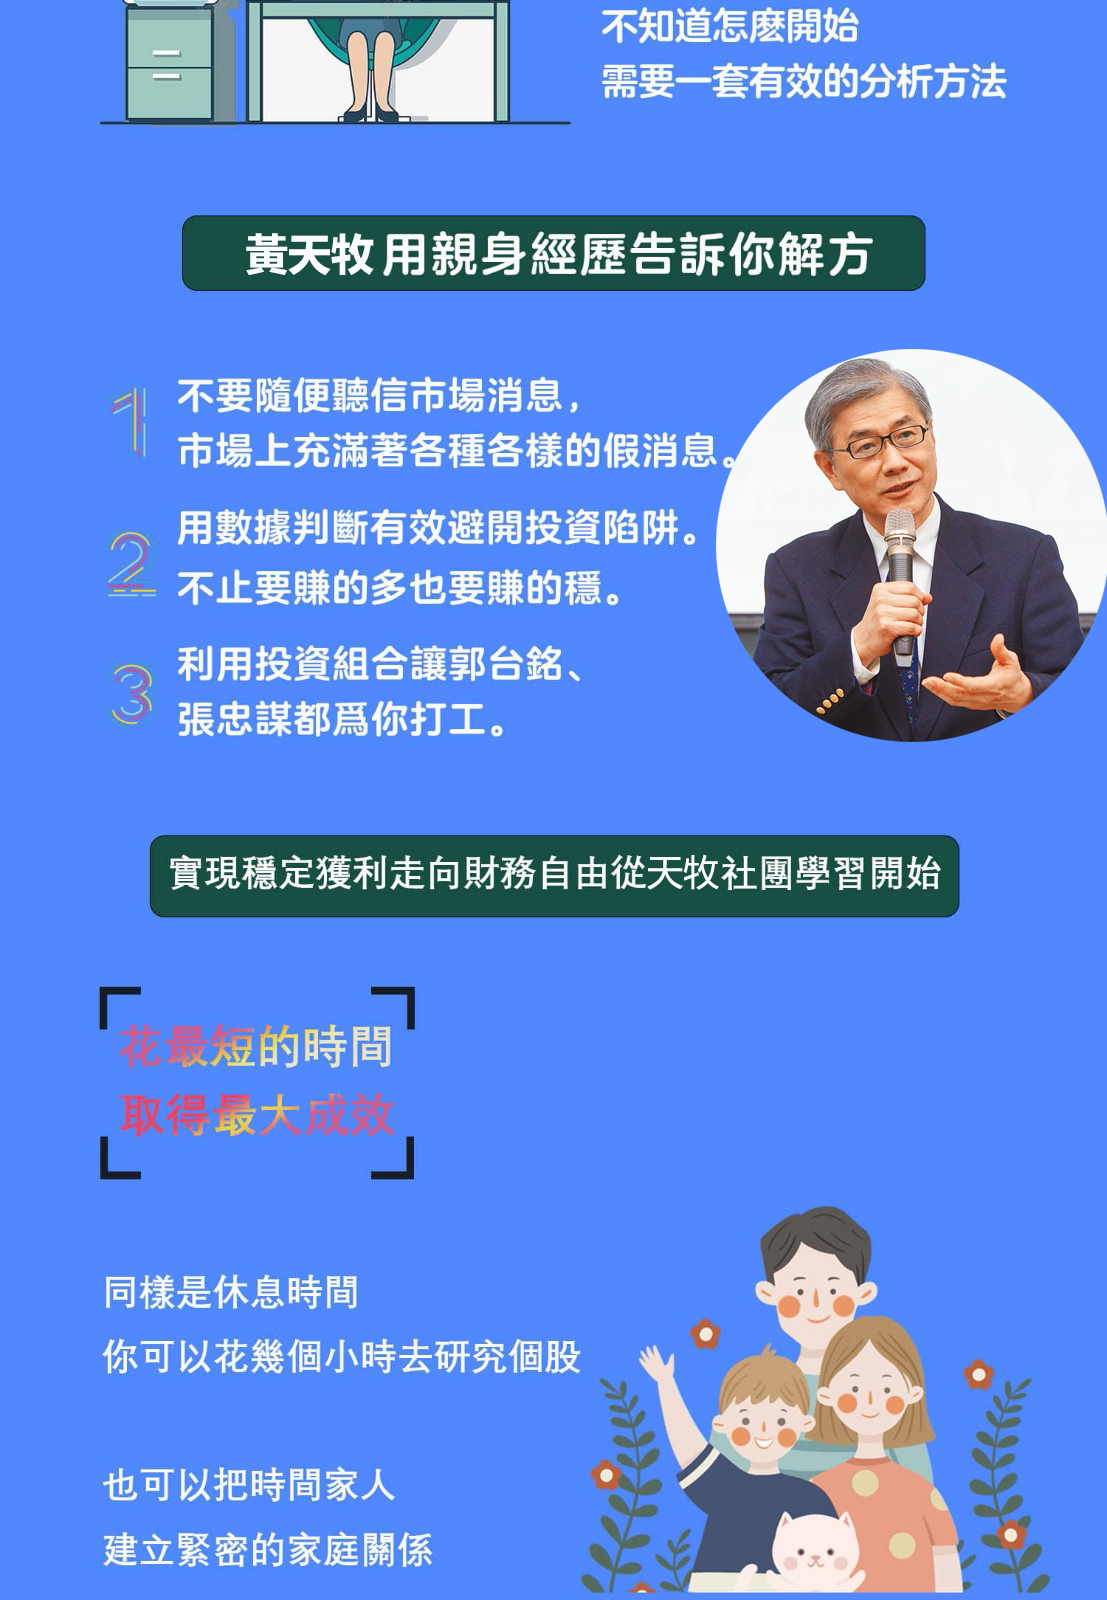 不知道怎麽開始
需要一套有效的分析方法
黃天牧用親身經歷告訴你解方
1 不要隨便聽信市場消息，
市場上充滿著各種各樣的假消息。
2 用數據判斷有效避開投資陷阱。
不止要賺的多也要賺的穩。
3 利用投資組合讓郭台銘、
張忠謀都爲你打工。
實現穩定獲利走向財務自由從天牧社團學習開始
花最短的時間
取得最大成效
同樣是休息時間
你可以花幾個小時去研究個股
也可以把時間家人
建立緊密的家庭關係